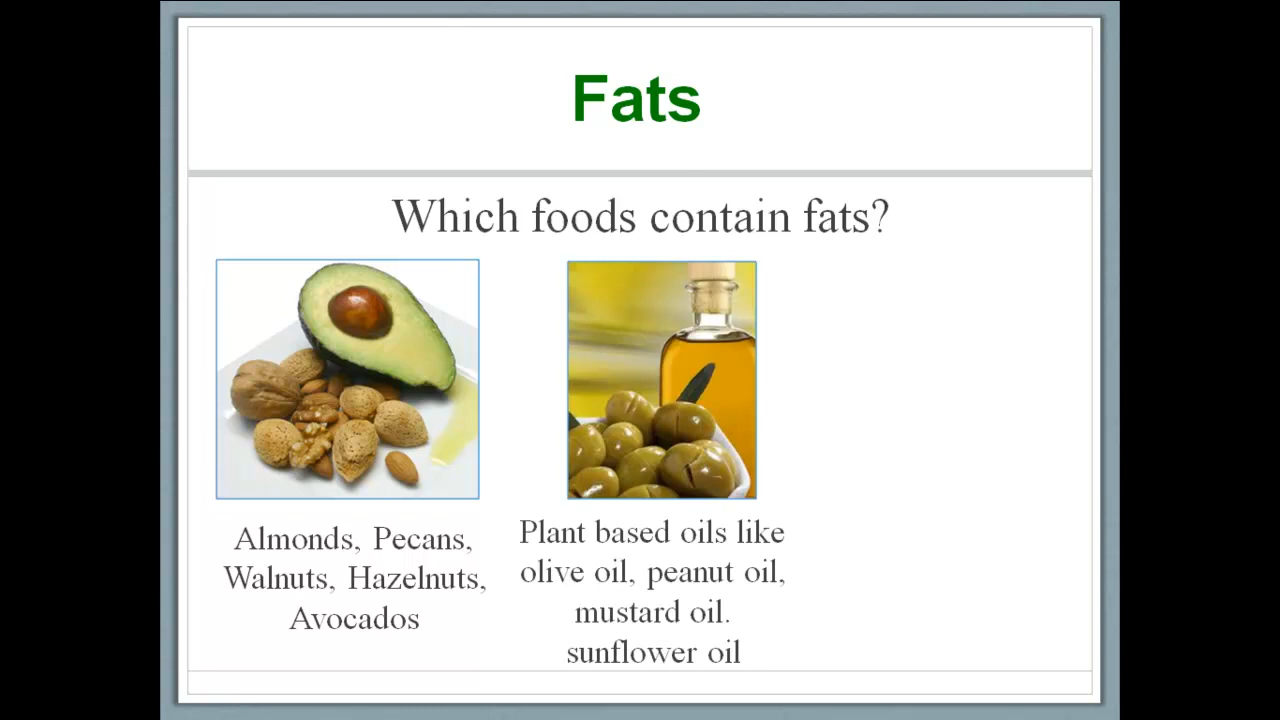 Fats
Which foods contain fats?
Almonds, Pecans,
Walnuts, Hazelnuts,
Avocados
Plant based oils like
olive oil, peanut oil,
mustard oil.
sunflower oil